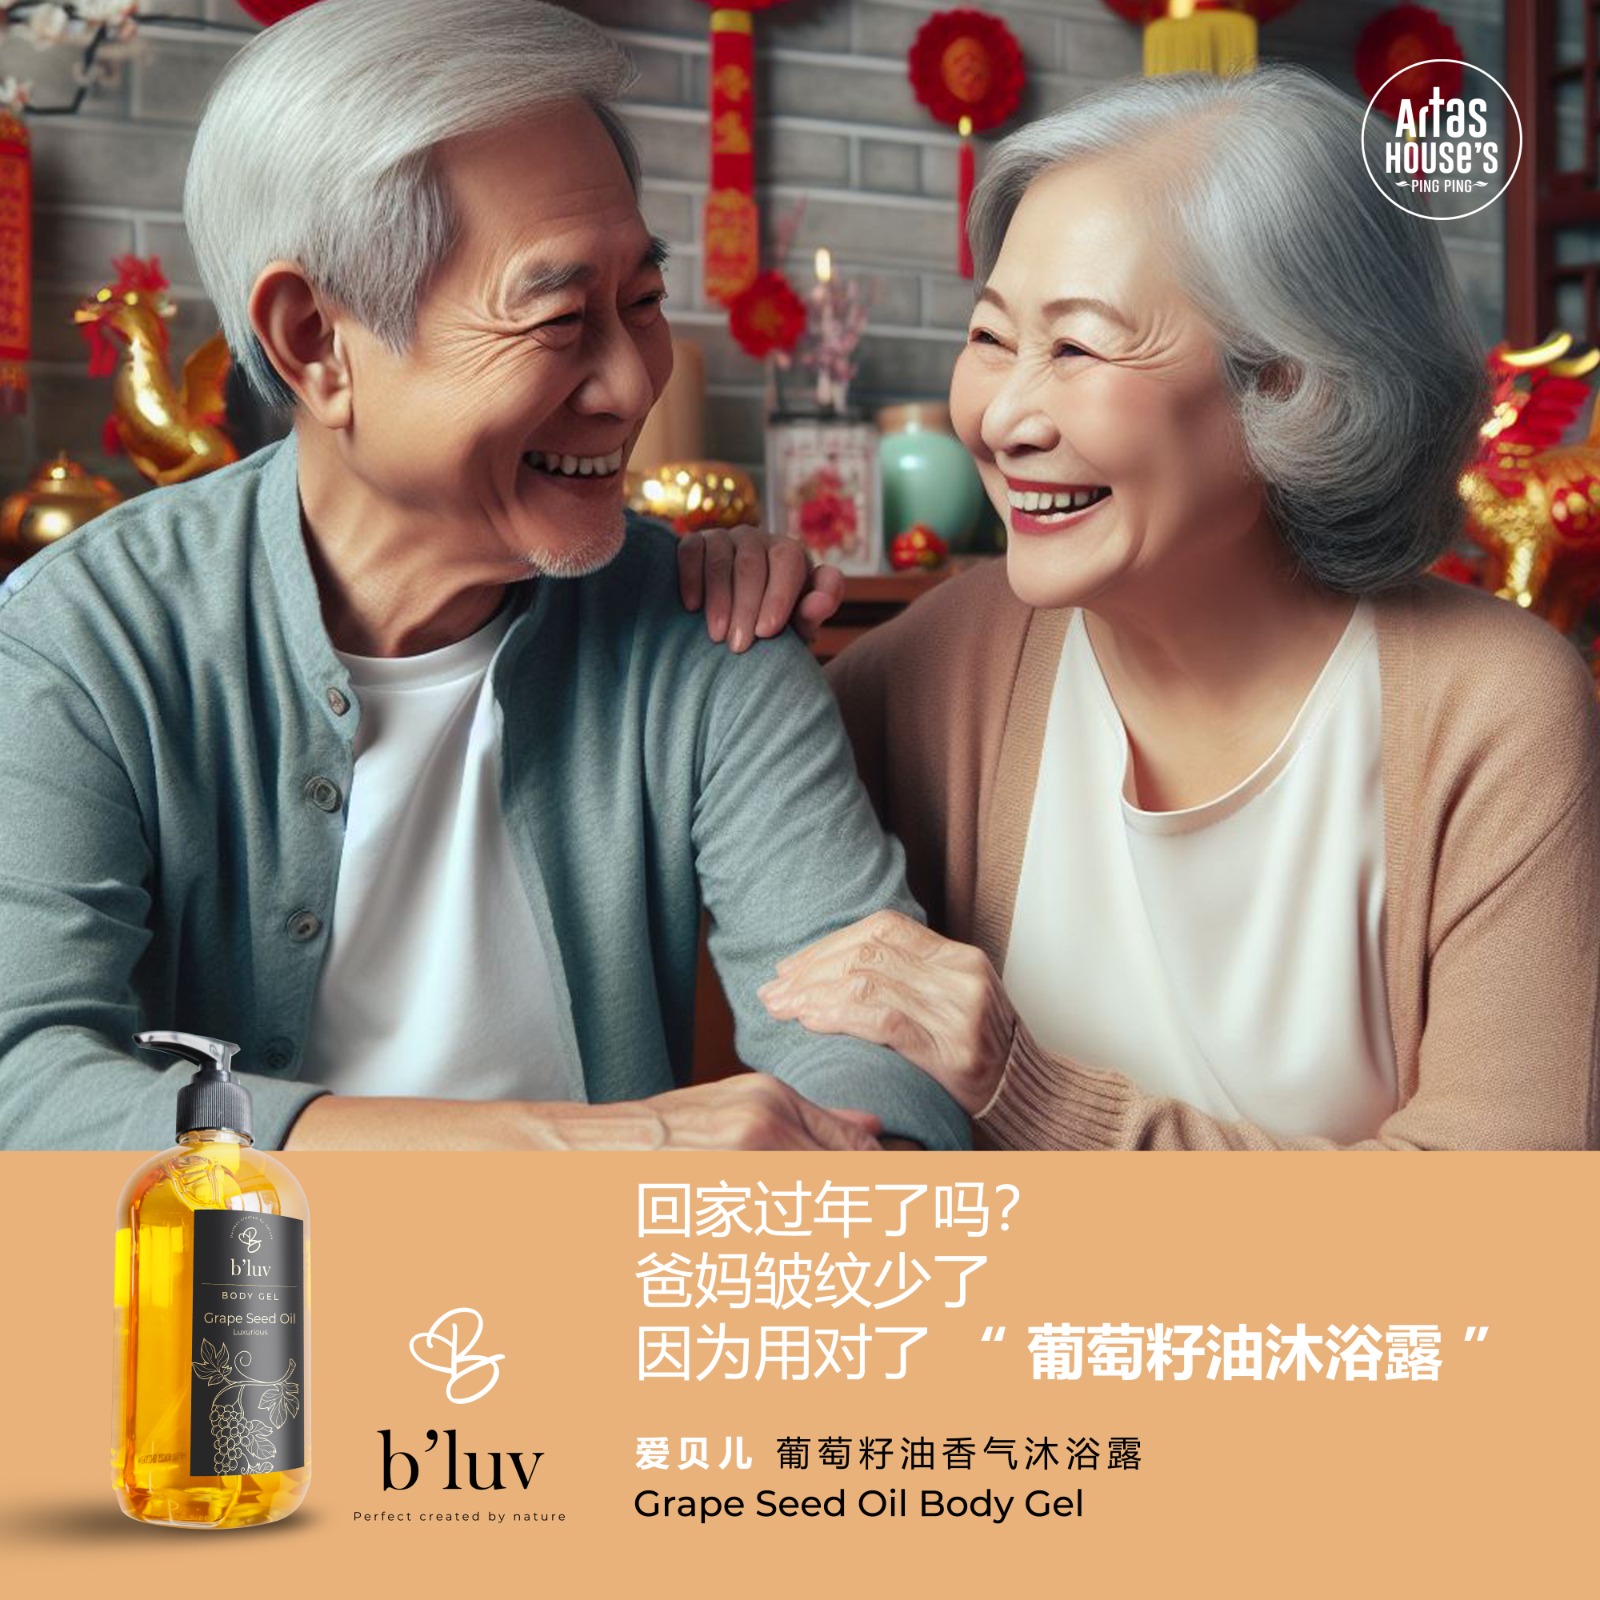 Artas
HOUSE'S
PING PING
回家过年了吗?
爸妈皱纹少了
因为用对了 “ 葡萄籽油沐浴露 ”
爱贝儿 葡萄籽油香气沐浴露
Grape Seed Oil Body Gel
b'luv
Perfect created by nature
b'luv
BODY GEL
Grape Seed Oil
Luxurious